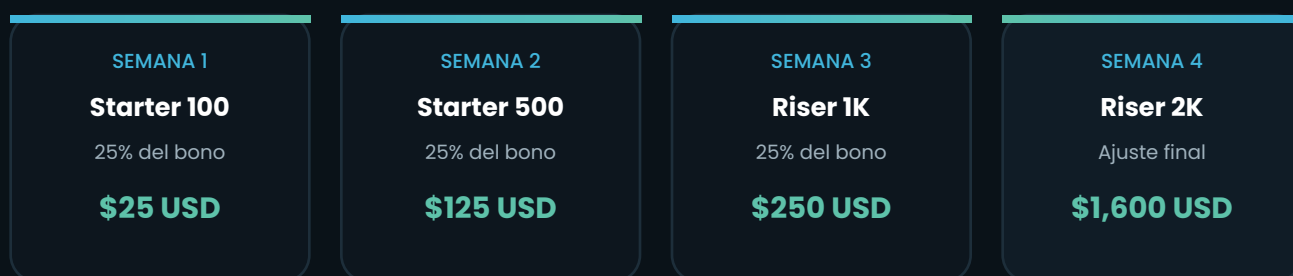 SEMANA 1
Starter 100
25% del bono
$25 USD
SEMANA 2
Starter 500
25% del bono
$125 USD
SEMANA 3
Riser 1K
25% del bono
$250 USD
SEMANA 4
Riser 2K
Ajuste final
$1,600 USD